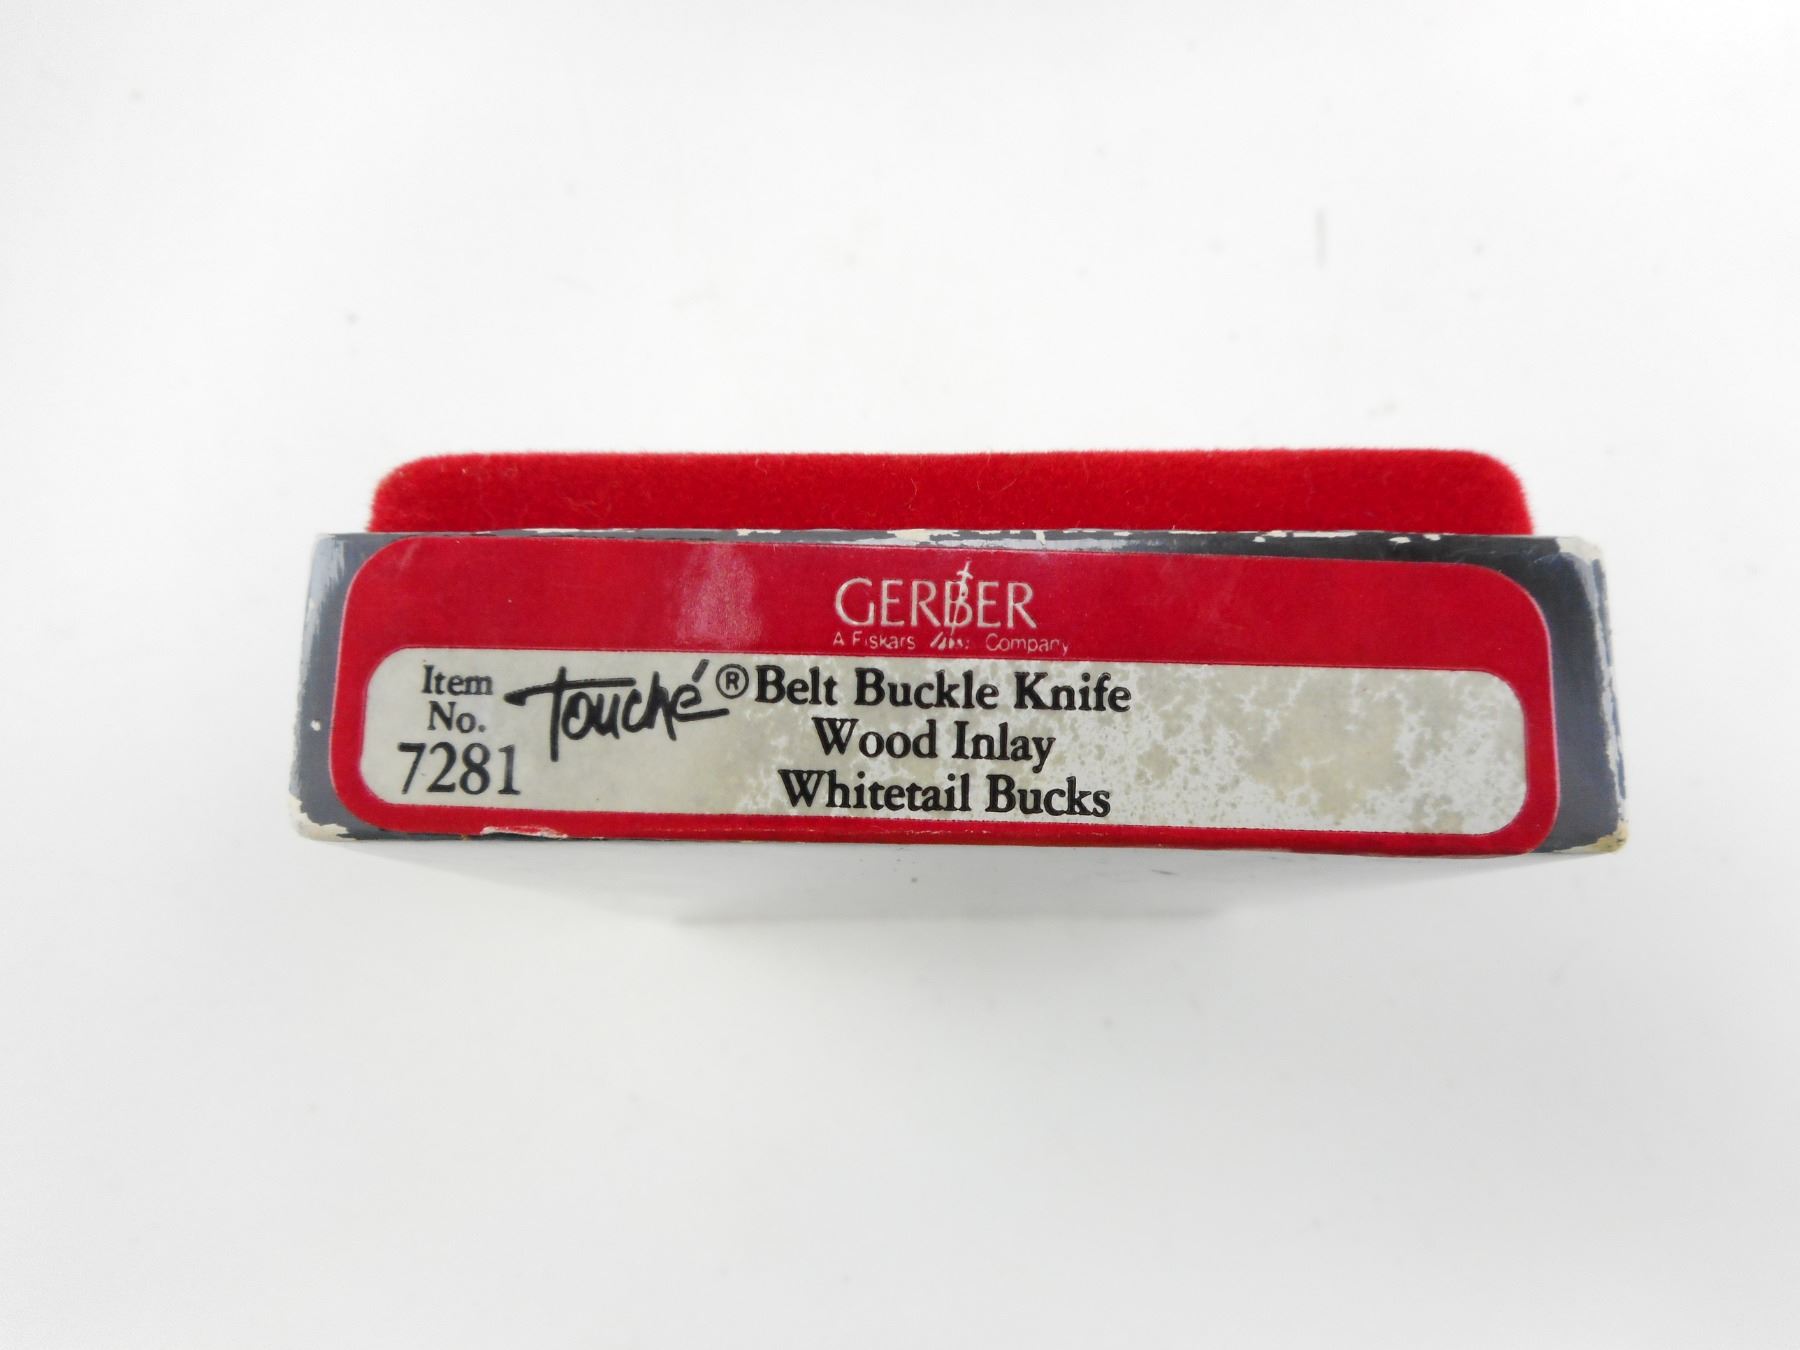 GERBER
A Fiskars Company
Item No. 7281
Touché® Belt Buckle Knife
Wood Inlay
Whitetail Bucks